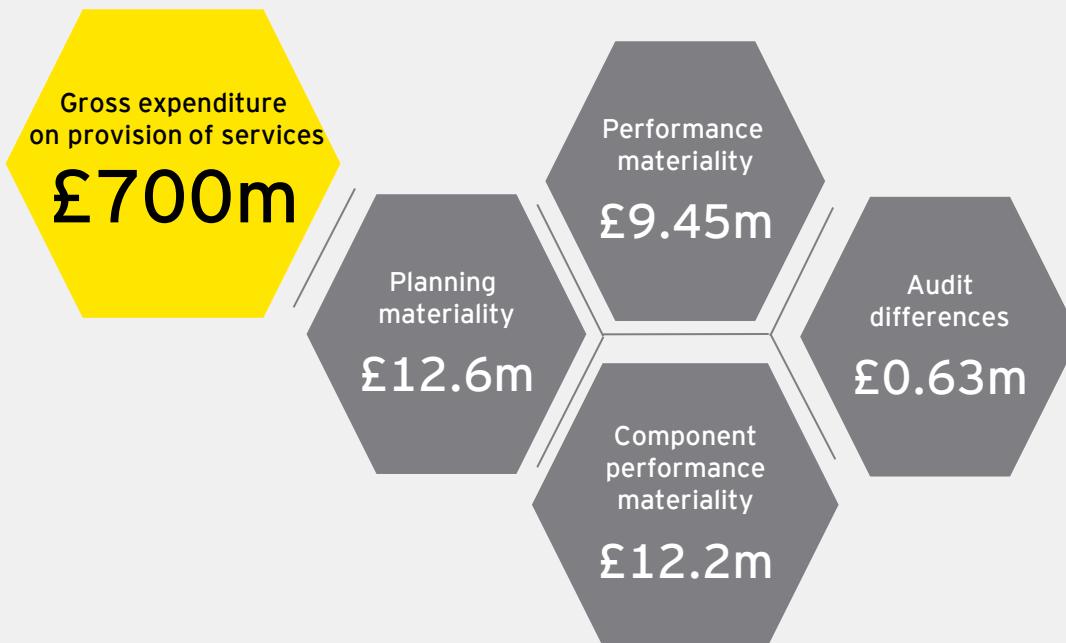 Gross expenditure
on provision of services
£700m
Planning
materiality
£12.6m
Performance
materiality
£9.45m
Component
performance
materiality
£12.2m
Audit
differences
£0.63m